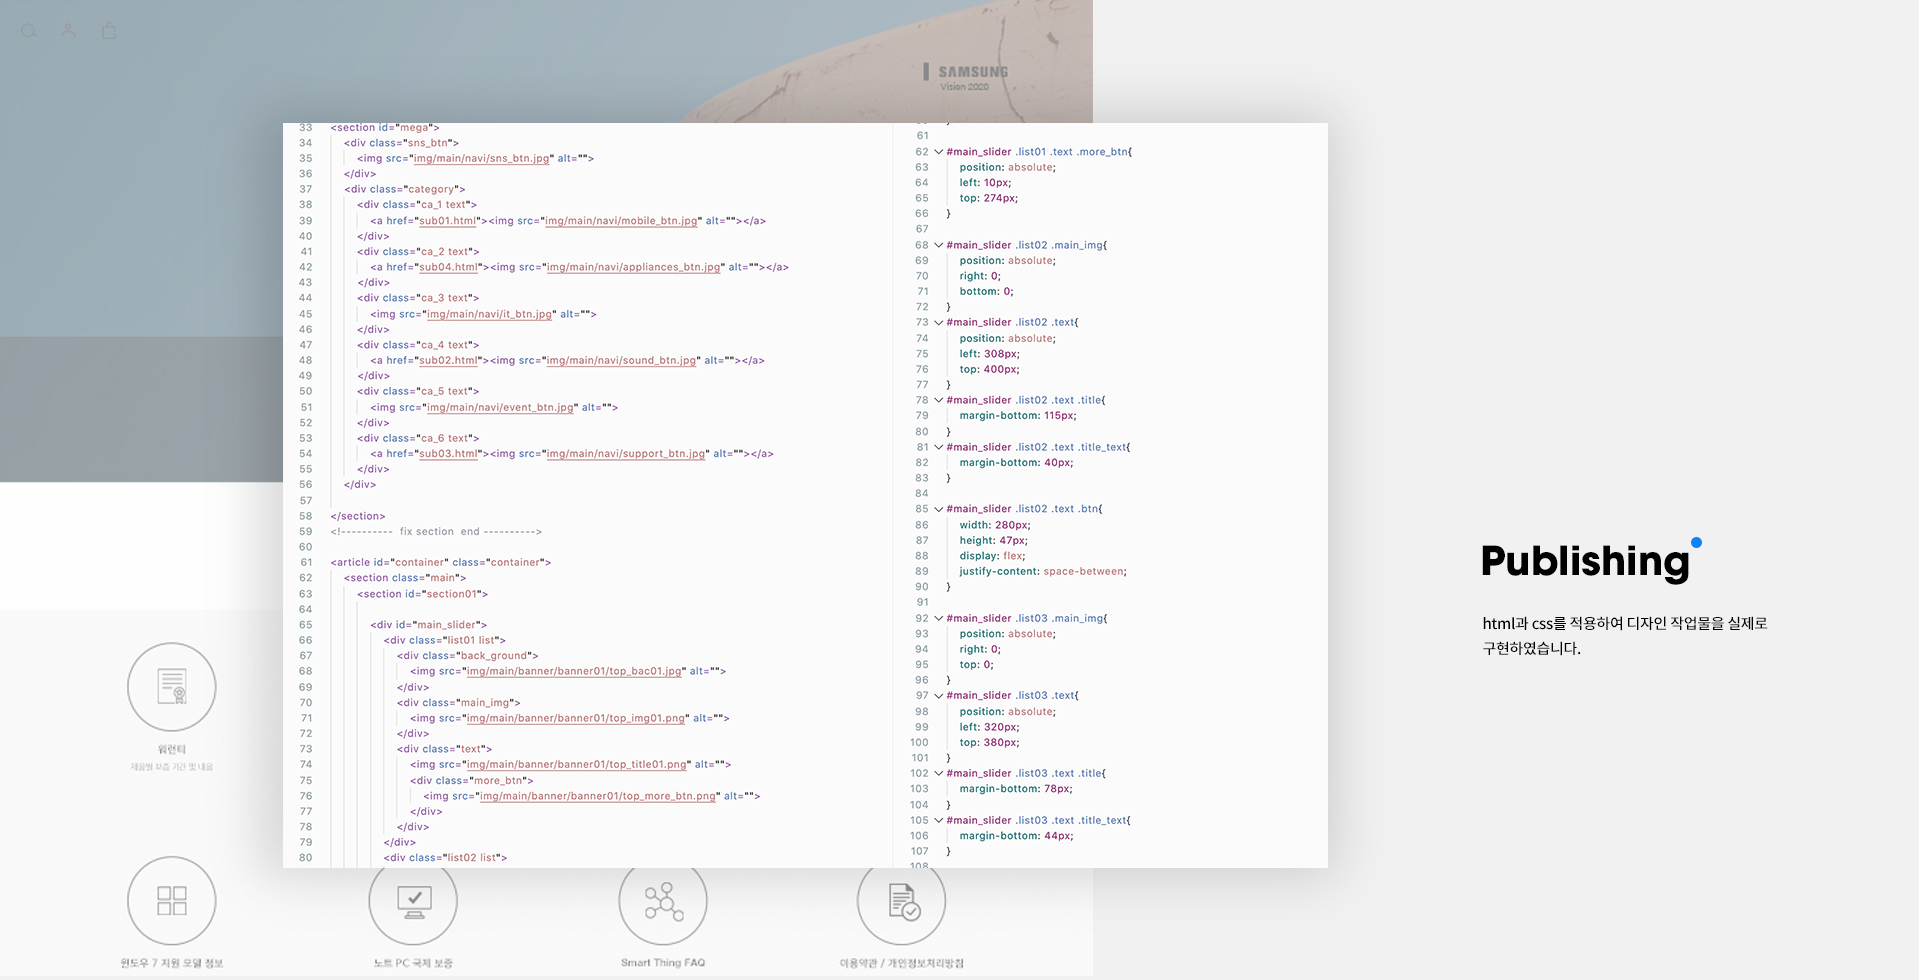 SAMSUNG
Vision 2020
33 <section id="mega">
34 <div class="sns_btn">
35 <img src="img/main/navi/sns_btn.jpg" alt="">
36 </div>
37 <div class="category">
38 <div class="ca_1 text">
39 <a href="sub01.html"><img src="img/main/navi/mobile_btn.jpg" alt=""></a>
40 </div>
41 <div class="ca_2 text">
42 <a href="sub04.html"><img src="img/main/navi/appliances_btn.jpg" alt=""></a>
43 </div>
44 <div class="ca_3 text">
45 <img src="img/main/navi/it_btn.jpg" alt="">
46 </div>
47 <div class="ca_4 text">
48 <a href="sub02.html"><img src="img/main/navi/sound_btn.jpg" alt=""></a>
49 </div>
50 <div class="ca_5 text">
51 <img src="img/main/navi/event_btn.jpg" alt="">
52 </div>
53 <div class="ca_6 text">
54 <a href="sub03.html"><img src="img/main/navi/support_btn.jpg" alt=""></a>
55 </div>
56 </div>
57
58 </section>
59 <!---------- fix section end ---------->
60
61 <article id="container" class="container">
62 <section class="main">
63 <section id="section01">
64
65 <div id="main_slider">
66 <div class="list01 list">
67 <div class="back_ground">
68 <img src="img/main/banner/banner01/top_bac01.jpg" alt="">
69 </div>
70 <div class="main_img">
71 <img src="img/main/banner/banner01/top_img01.png" alt="">
72 </div>
73 <div class="text">
74 <img src="img/main/banner/banner01/top_title01.png" alt="">
75 <div class="more_btn">
76 <img src="img/main/banner/banner01/top_more_btn.png" alt="">
77 </div>
78 </div>
79 </div>
80 <div class="list02 list">
61
62 #main_slider .list01 .text .more_btn{
63 position: absolute;
64 left: 10px;
65 top: 274px;
66 }
67
68 #main_slider .list02 .main_img{
69 position: absolute;
70 right: 0;
71 bottom: 0;
72 }
73 #main_slider .list02 .text{
74 position: absolute;
75 left: 308px;
76 top: 400px;
77 }
78 #main_slider .list02 .text .title{
79 margin-bottom: 115px;
80 }
81 #main_slider .list02 .text .title_text{
82 margin-bottom: 40px;
83 }
84
85 #main_slider .list02 .text .btn{
86 width: 280px;
87 height: 47px;
88 display: flex;
89 justify-content: space-between;
90 }
91
92 #main_slider .list03 .main_img{
93 position: absolute;
94 right: 0;
95 top: 0;
96 }
97 #main_slider .list03 .text{
98 position: absolute;
99 left: 320px;
100 top: 380px;
101 }
102 #main_slider .list03 .text .title{
103 margin-bottom: 78px;
104 }
105 #main_slider .list03 .text .title_text{
106 margin-bottom: 44px;
107 }
108
Publishing
html과 css를 적용하여 디자인 작업물을 실제로
구현하였습니다.
워런티
제품별 보증 기간 및 내용
윈도우 7 지원 모델 정보
노트 PC 국제 보증
Smart Thing FAQ
이용약관 / 개인정보처리방침